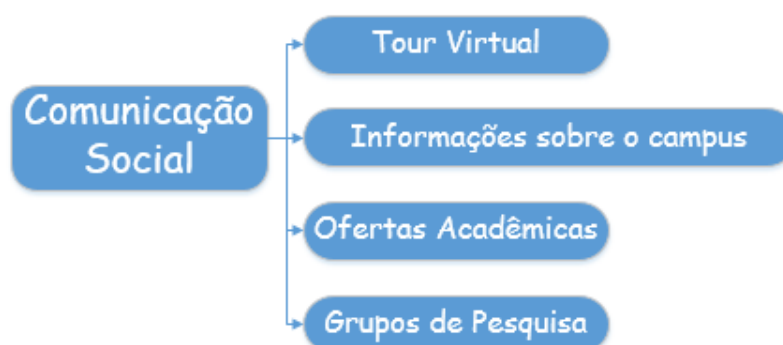 Comunicação
Social
Tour Virtual
Informações sobre o campus
Ofertas Acadêmicas
Grupos de Pesquisa